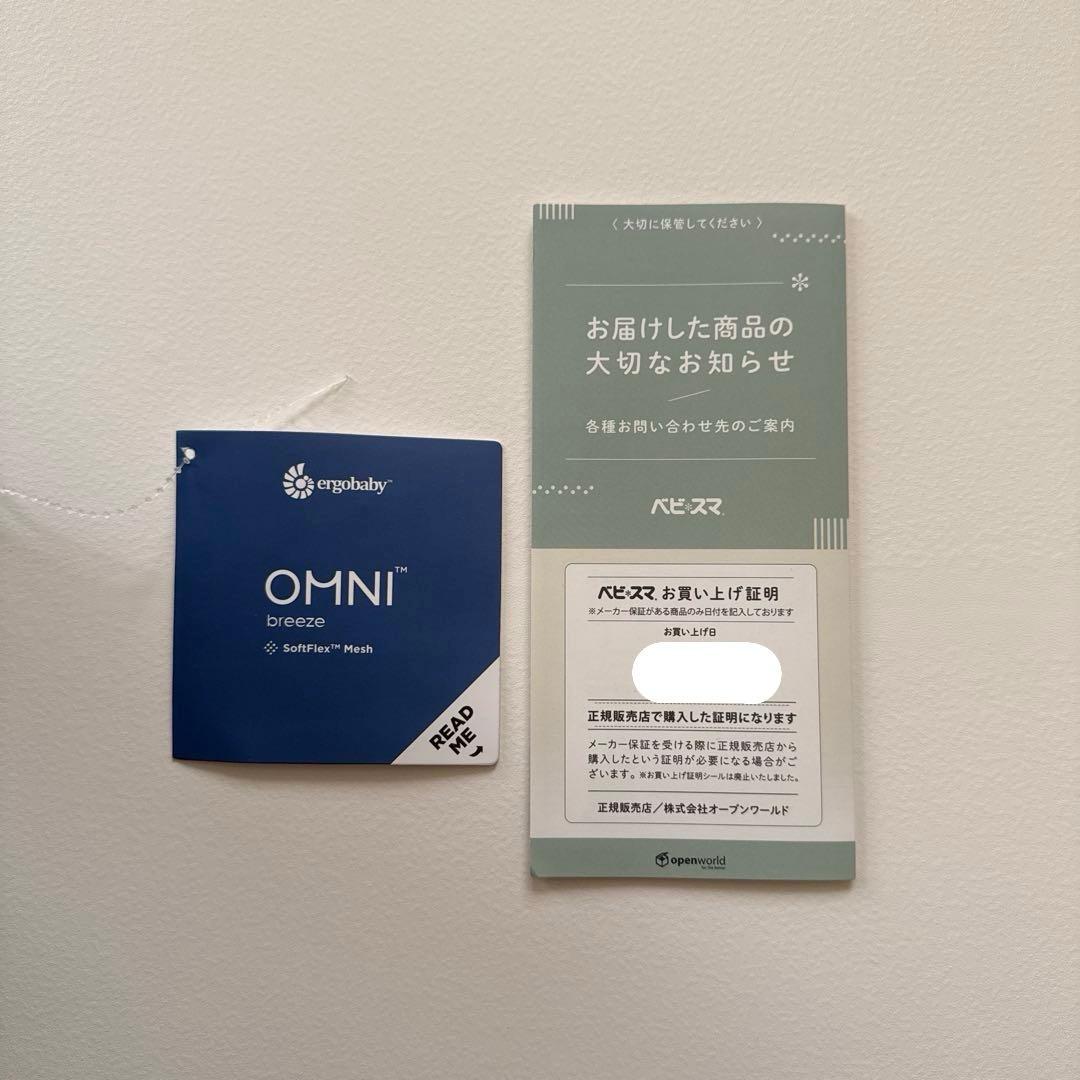 ergobaby™
OMNI™
breeze
SoftFlex™ Mesh
READ
ME
〈 大切に保管してください 〉
お届けした商品の
大切なお知らせ
各種お問い合わせ先のご案内
ベビ*スマ
ベビ*スマ お買い上げ証明
※メーカー保証がある商品のみ日付を記入しております
お買い上げ日
正規販売店で購入した証明になります
メーカー保証を受ける際に正規販売店から
購入したという証明が必要になる場合がご
ざいます。※お買い上げ証明シールは廃止いたしました。
正規販売店／株式会社オープンワールド
openworld
for the better